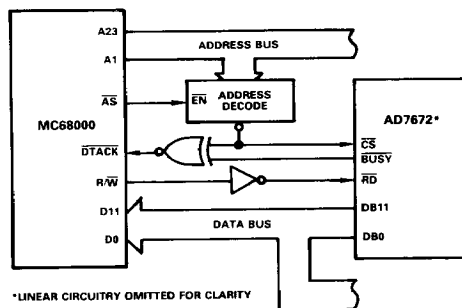 A23
ADDRESS BUS
A1
AS
EN
ADDRESS
DECODE
MC68000
AD7672*
DTACK
CS
BUSY
R/W
RD
D11
DB11
DATA BUS
D0
DB0
*LINEAR CIRCUITRY OMITTED FOR CLARITY